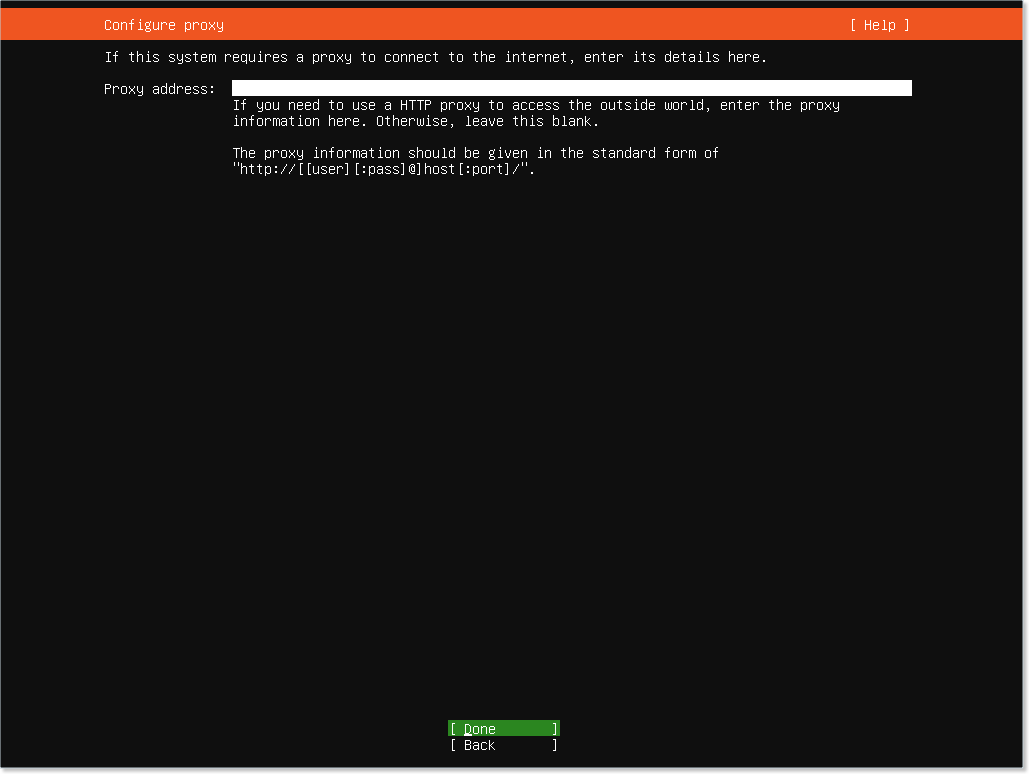 Configure proxy [ Help ]
If this system requires a proxy to connect to the internet, enter its details here.
Proxy address:
If you need to use a HTTP proxy to access the outside world, enter the proxy
information here. Otherwise, leave this blank.
The proxy information should be given in the standard form of
"http://[[user][:pass]@]host[:port]/".
[ Done ]
[ Back ]